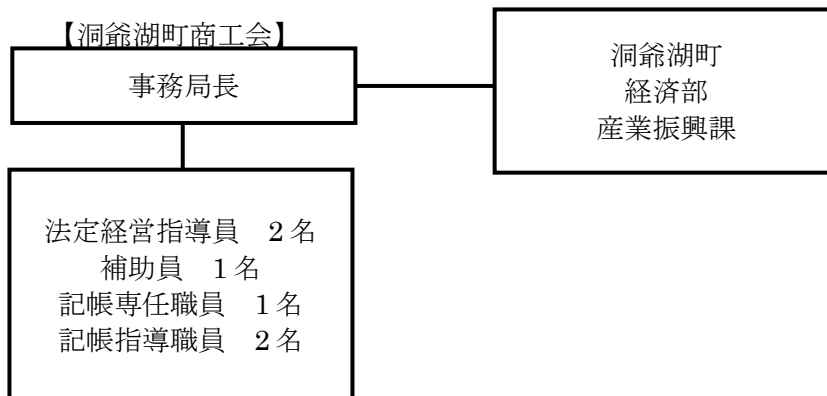 【洞爺湖町商工会】
事務局長
洞爺湖町
経済部
産業振興課
法定経営指導員　2名
補助員　1名
記帳専任職員　1名
記帳指導職員　2名